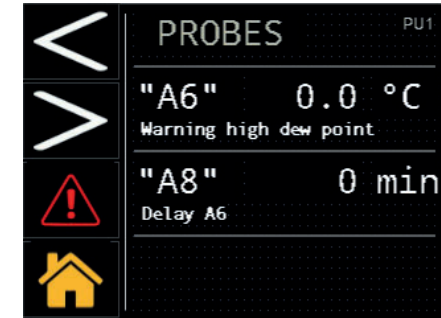 PROBES PU1
"A6" 0.0 °C
Warning high dew point
"A8" 0 min
Delay A6